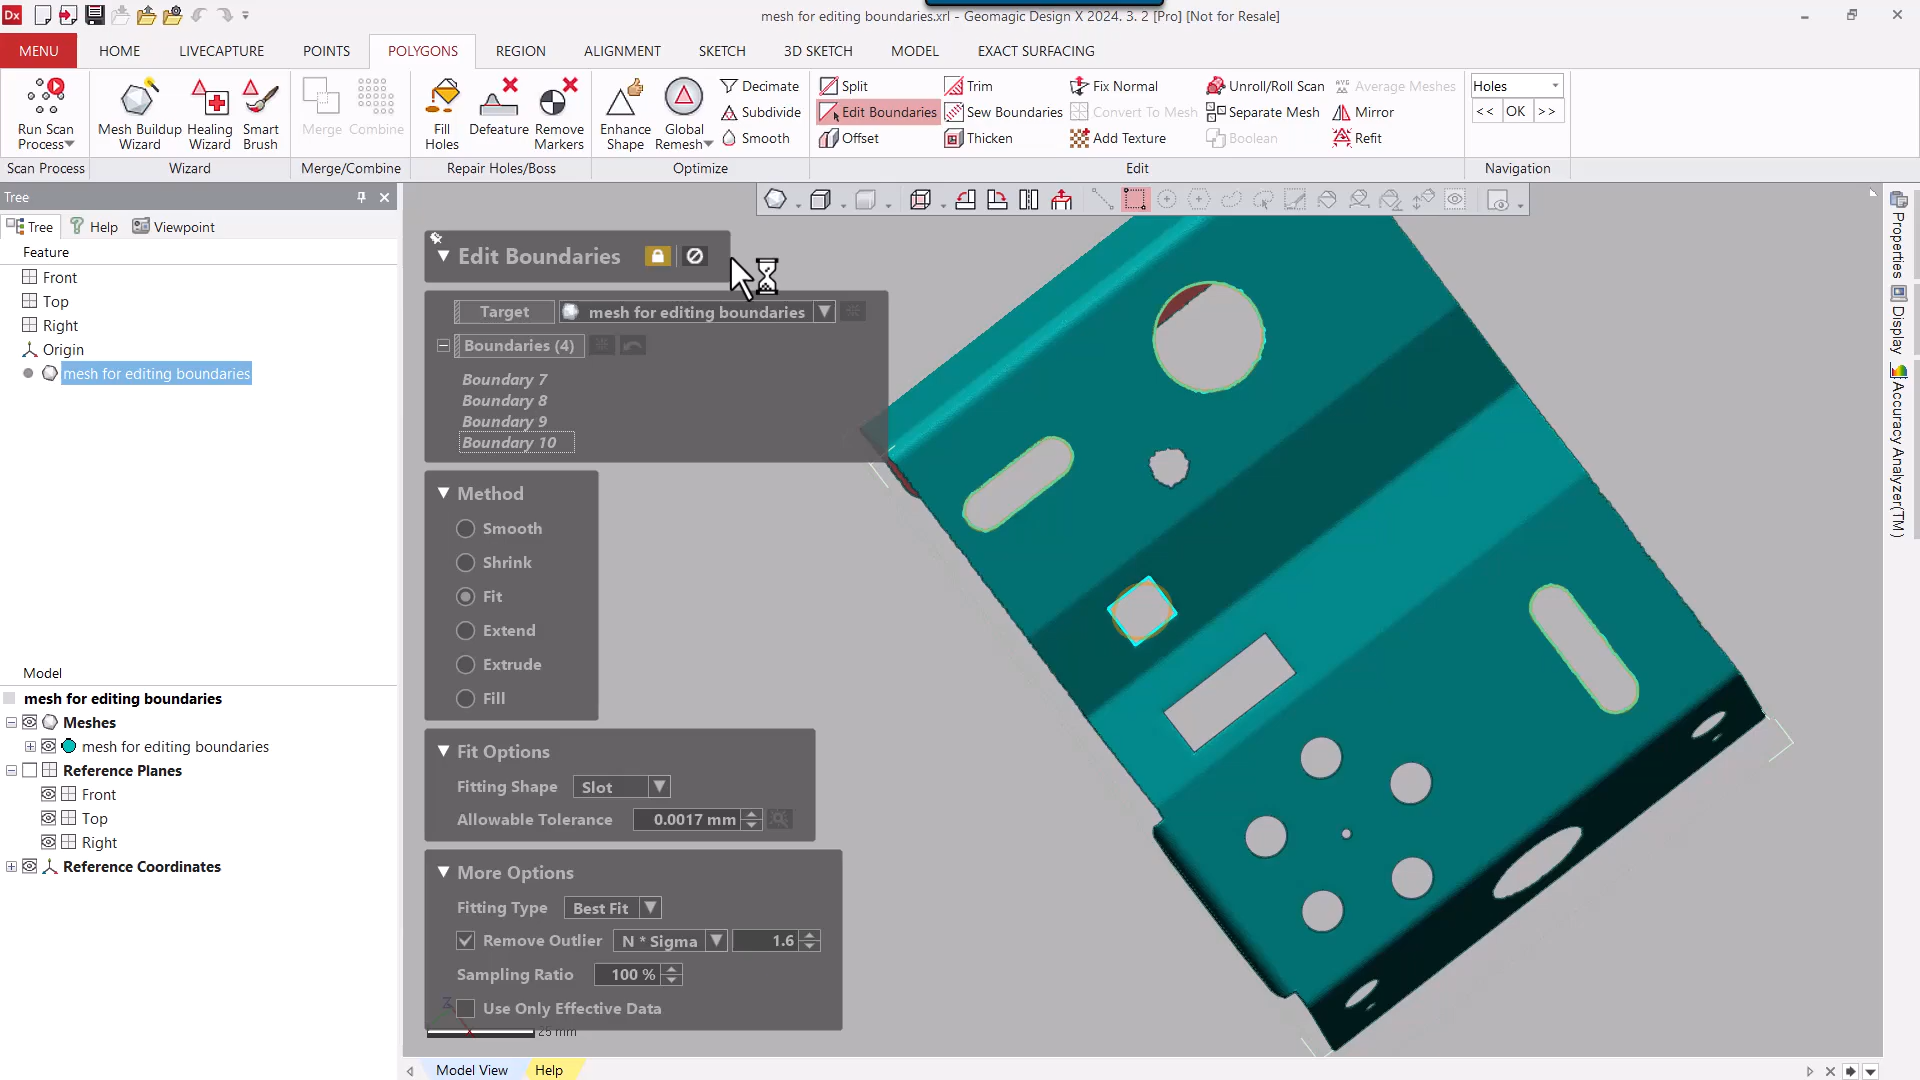 Dx
mesh for editing boundaries.xrl - Geomagic Design X 2024. 3. 2 [Pro] [Not for Resale]
MENU
HOME
LIVECAPTURE
POINTS
POLYGONS
REGION
ALIGNMENT
SKETCH
3D SKETCH
MODEL
EXACT SURFACING
Run Scan
Process
Scan Process
Mesh Buildup
Wizard
Healing
Wizard
Smart
Brush
Wizard
Merge
Combine
Merge/Combine
Fill
Holes
Defeature
Remove
Markers
Repair Holes/Boss
Enhance
Shape
Global
Remesh
Decimate
Subdivide
Smooth
Optimize
Split
Edit Boundaries
Offset
Trim
Sew Boundaries
Thicken
Fix Normal
Convert To Mesh
Add Texture
Unroll/Roll Scan
Separate Mesh
Boolean
AVG Average Meshes
Mirror
Refit
Edit
Holes
<< OK >>
Navigation
Tree
Tree
Help
Viewpoint
Feature
Front
Top
Right
Origin
mesh for editing boundaries
Model
mesh for editing boundaries
Meshes
mesh for editing boundaries
Reference Planes
Front
Top
Right
Reference Coordinates
Edit Boundaries
Target
mesh for editing boundaries
Boundaries (4)
Boundary 7
Boundary 8
Boundary 9
Boundary 10
Method
Smooth
Shrink
Fit
Extend
Extrude
Fill
Fit Options
Fitting Shape Slot
Allowable Tolerance 0.0017 mm
More Options
Fitting Type Best Fit
Remove Outlier N * Sigma 1.6
Sampling Ratio 100 %
Use Only Effective Data
25 mm
Model View
Help
Properties
Display
Accuracy Analyzer(TM)